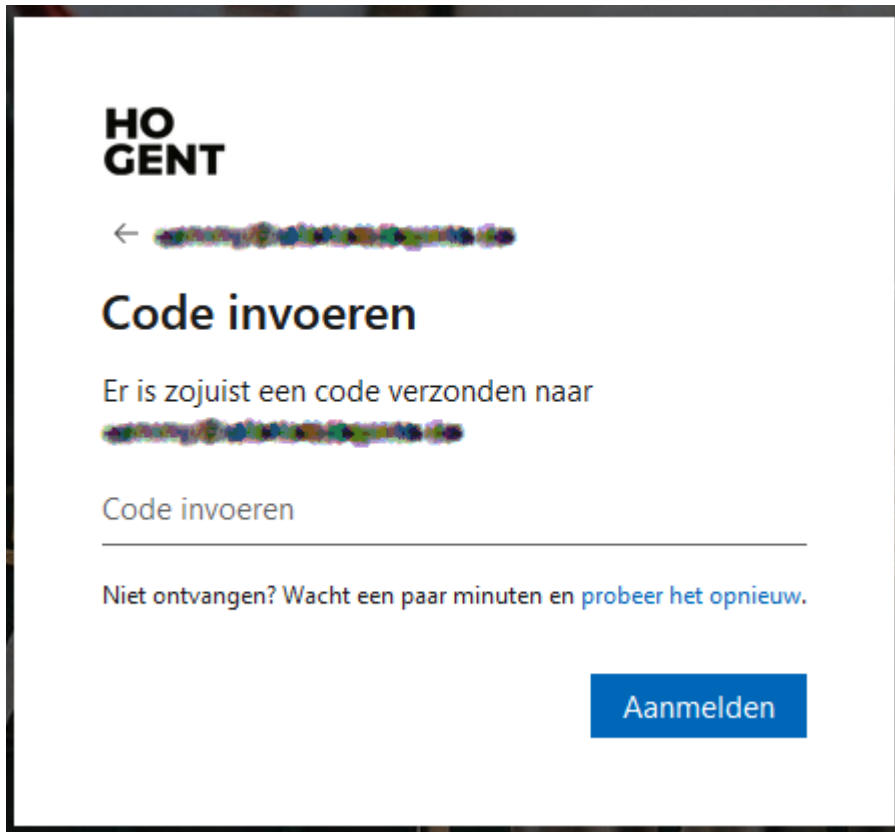 HO
GENT
Code invoeren
Er is zojuist een code verzonden naar
Code invoeren
Niet ontvangen? Wacht een paar minuten en probeer het opnieuw.
Aanmelden